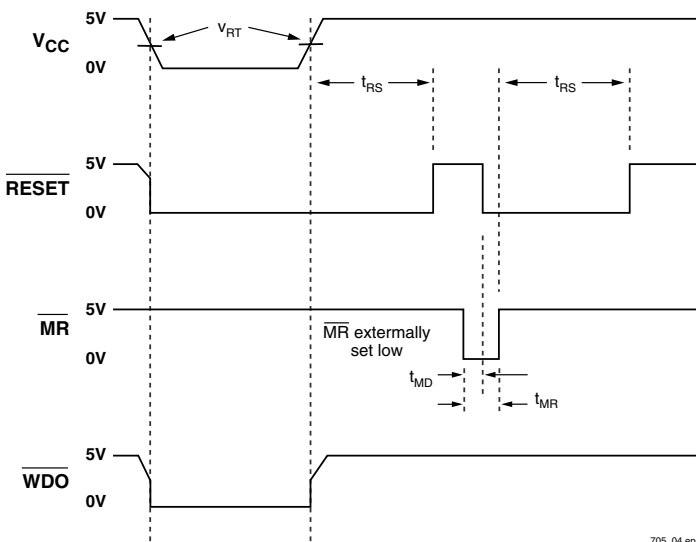 5V
VCC
0V
VRT
tRS
tRS
5V
RESET
0V
5V
MR
0V
MR extermally
set low
tMD
tMR
5V
WDO
0V